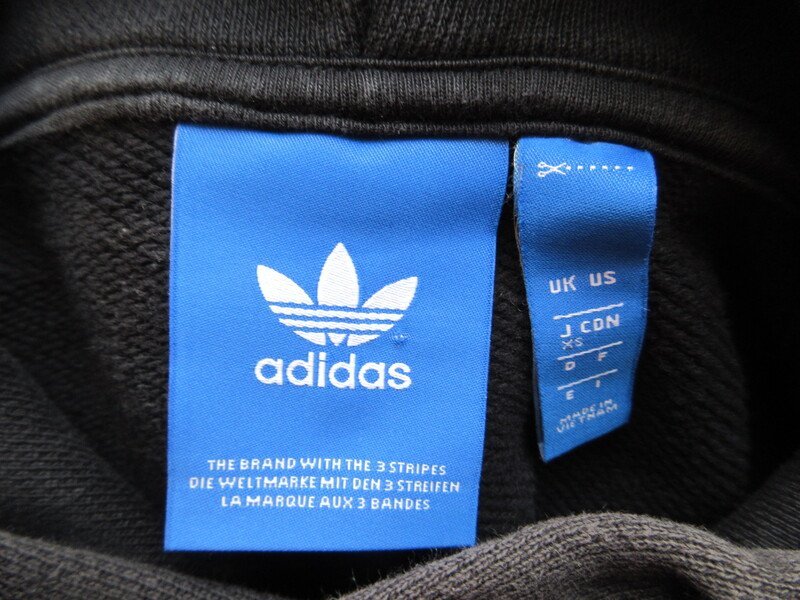 adidas
THE BRAND WITH THE 3 STRIPES
DIE WELTMARKE MIT DEN 3 STREIFEN
LA MARQUE AUX 3 BANDES
UK US
J CDN
XS
D F
E I
MADE IN
VIETNAM